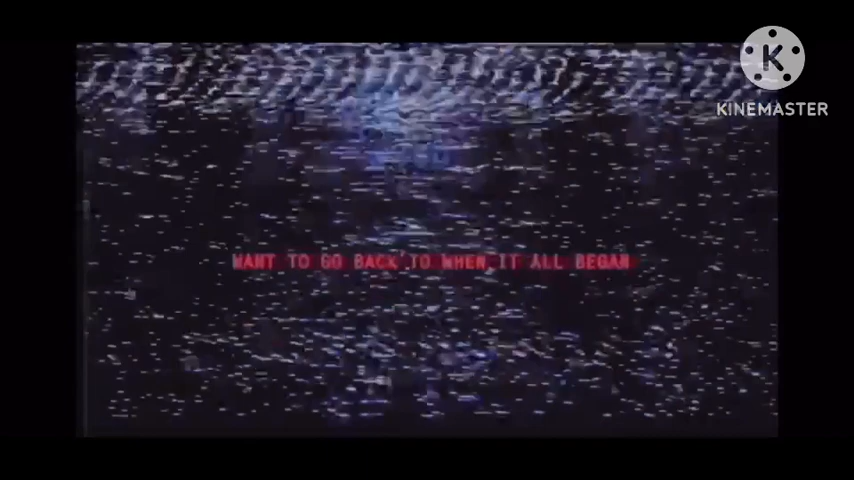 K
KINEMASTER
WANT TO GO BACK TO WHEN IT ALL BEGAN